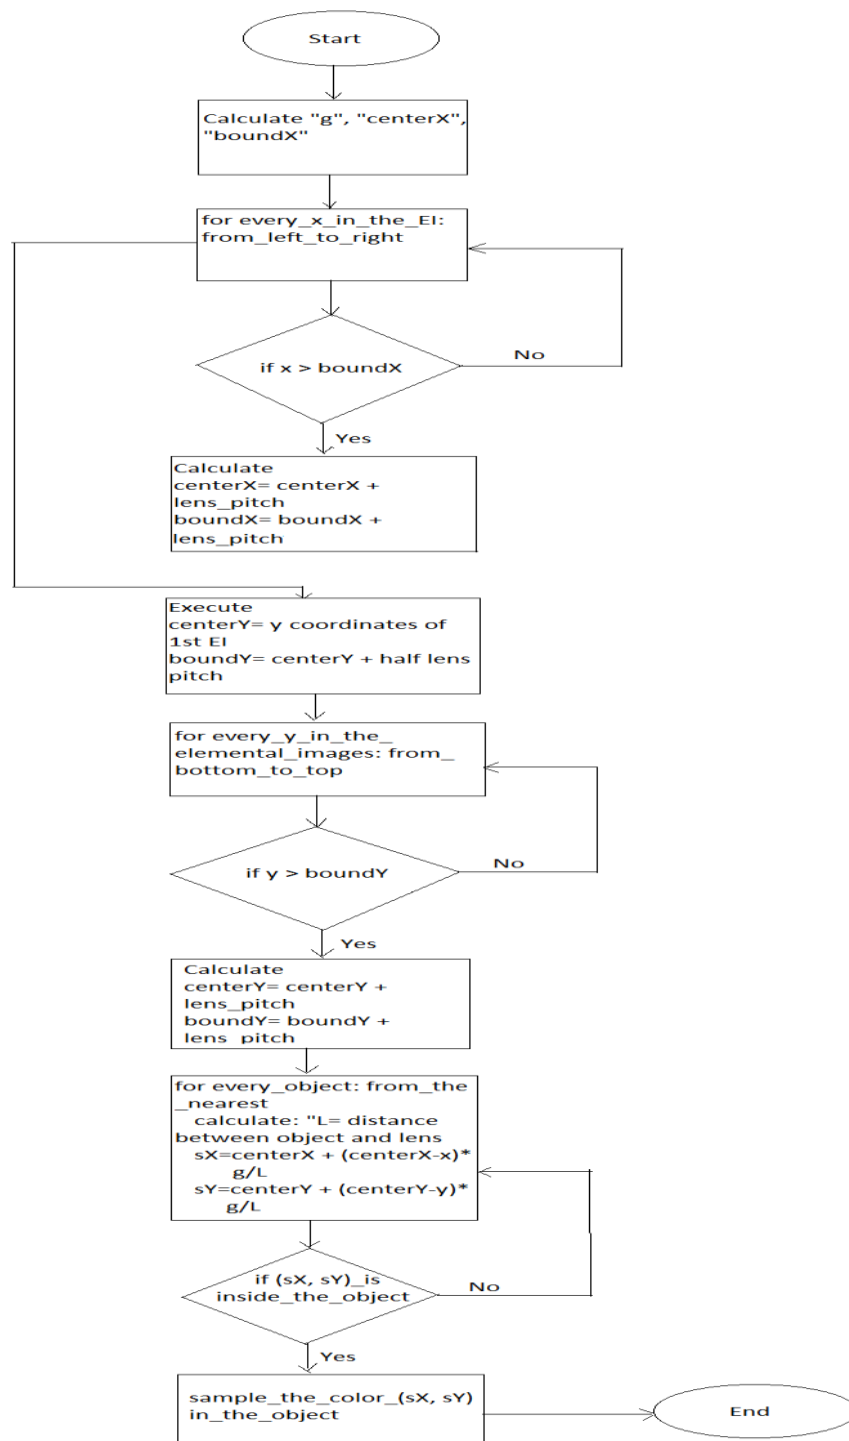 Start
Calculate "g", "centerX",
"boundX"
for every_x_in_the_EI:
from_left_to_right
if x > boundX
No
Yes
Calculate
centerX= centerX +
lens_pitch
boundX= boundX +
lens_pitch
Execute
centerY= y coordinates of
1st EI
boundY= centerY + half lens
pitch
for every_y_in_the_
elemental_images: from_
bottom_to_top
if y > boundY
No
Yes
Calculate
centerY= centerY +
lens_pitch
boundY= boundY +
lens_pitch
for every_object: from_the
_nearest
calculate: "L= distance
between object and lens
sX=centerX + (centerX-x)*
g/L
sY=centerY + (centerY-y)*
g/L
if (sX, sY)_is
inside_the_object
No
Yes
sample_the_color_(sX, sY)
in_the_object
End